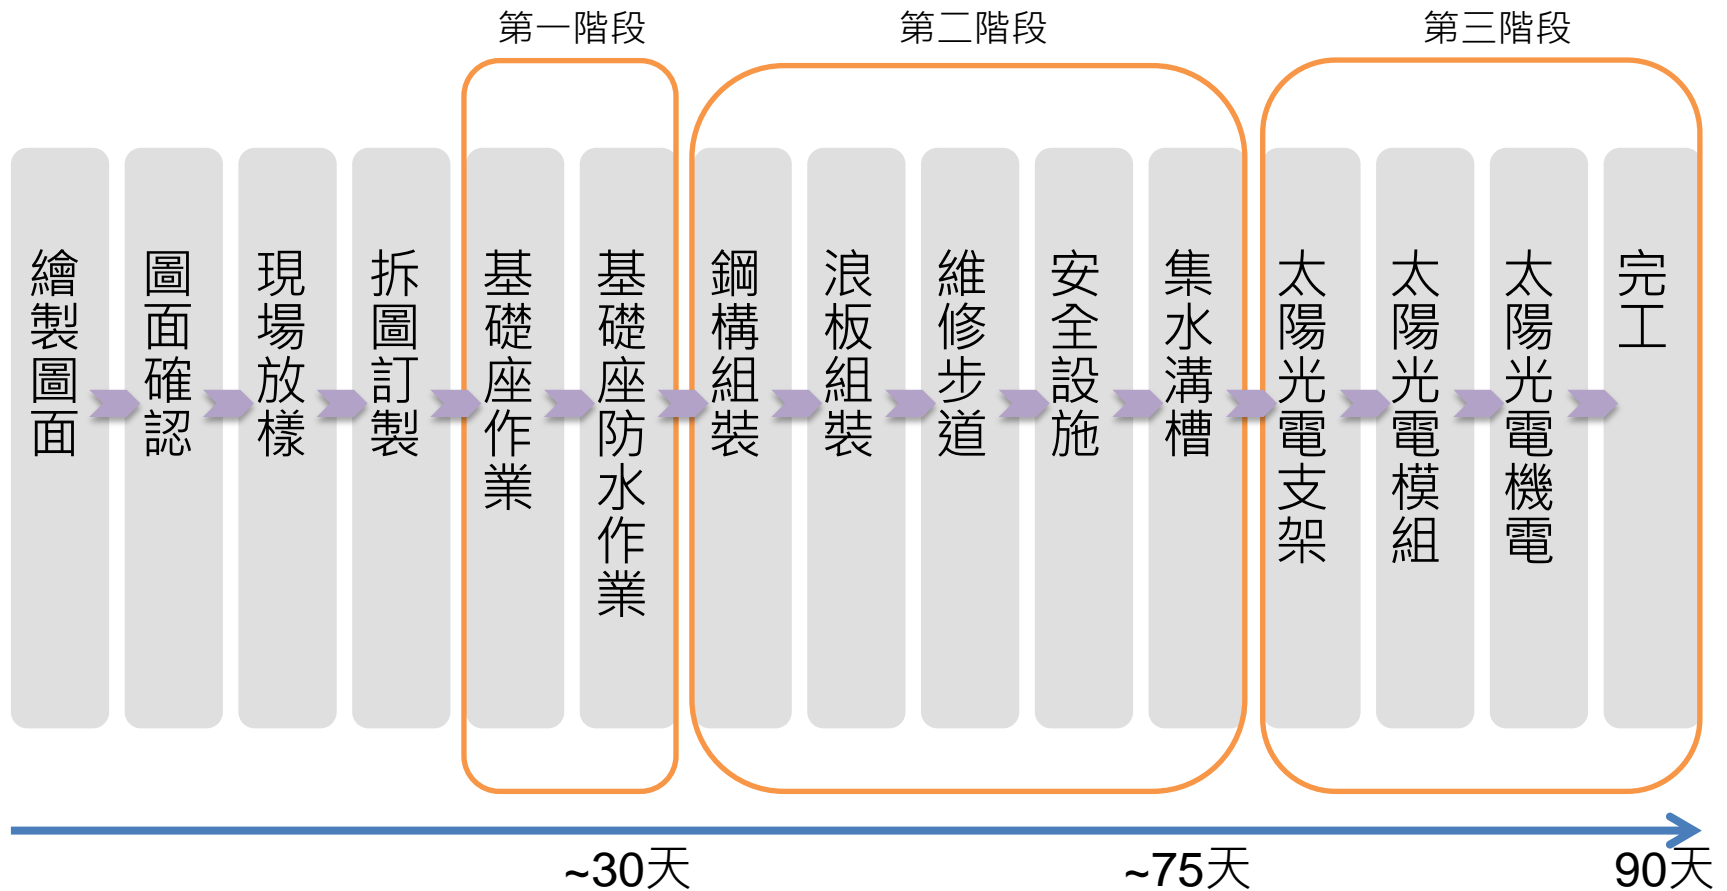 第一階段
第二階段
第三階段
繪製圖面
圖面確認
現場放樣
拆圖訂製
基礎座作業
基礎座防水作業
鋼構組裝
浪板組裝
維修步道
安全設施
集水溝槽
太陽光電支架
太陽光電模組
太陽光電機電
完工
~30天
~75天
90天